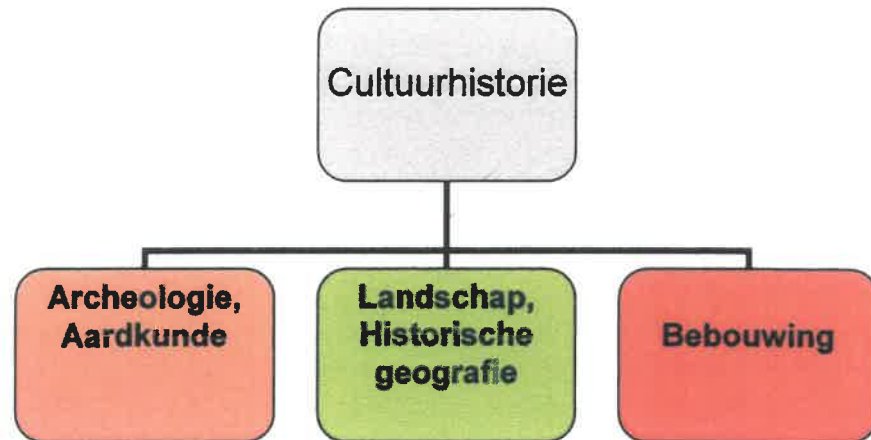 Cultuurhistorie
Archeologie,
Aardkunde
Landschap,
Historische
geografie
Bebouwing